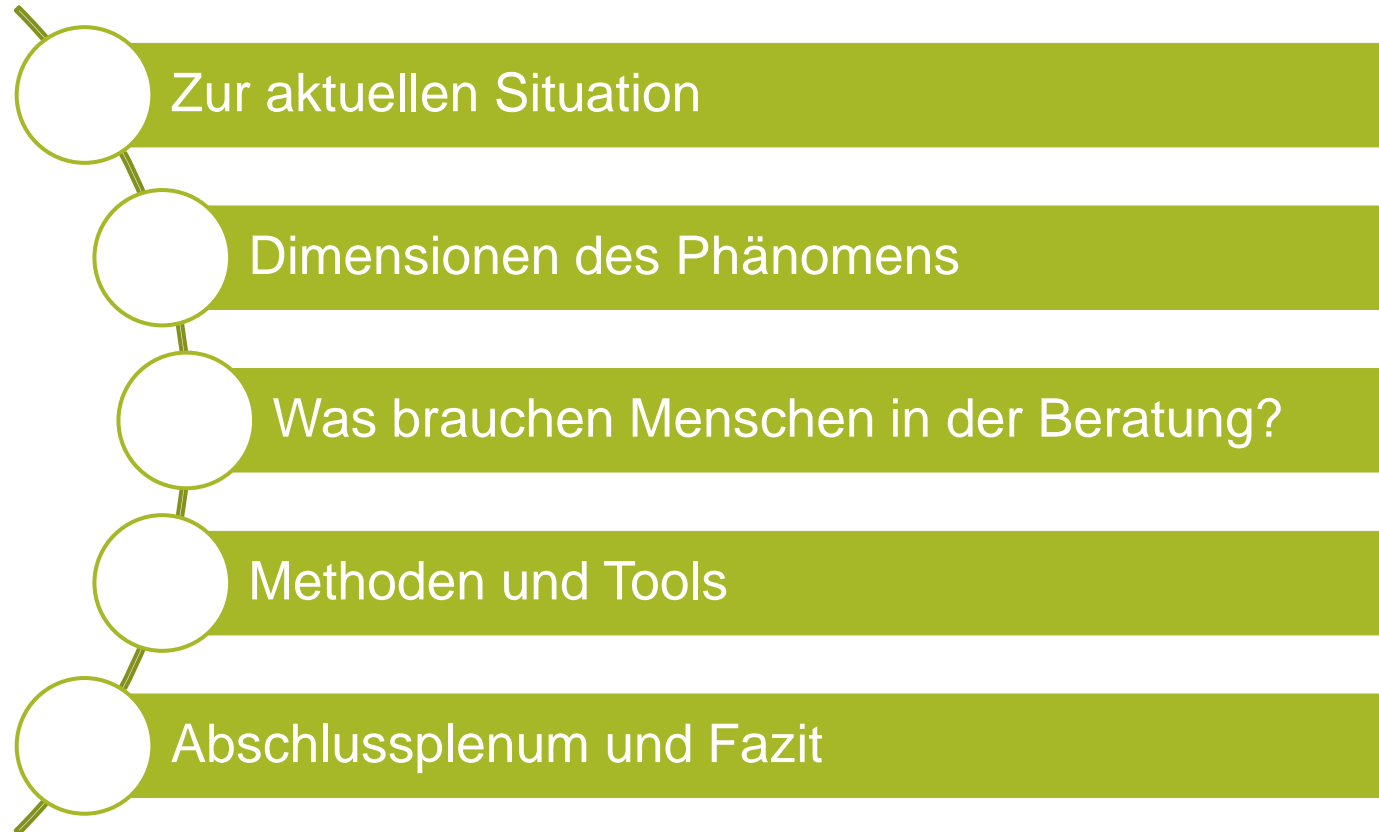 Zur aktuellen Situation
Dimensionen des Phänomens
Was brauchen Menschen in der Beratung?
Methoden und Tools
Abschlussplenum und Fazit